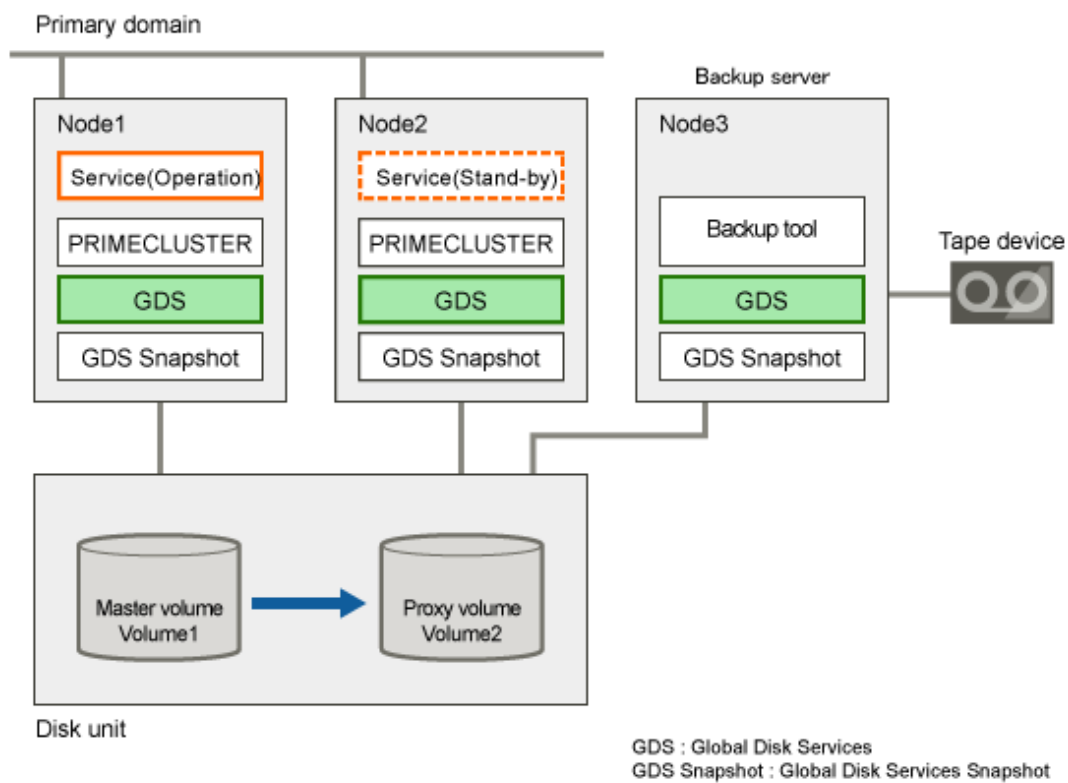 Primary domain
Backup server
Node1
Service(Operation)
PRIMECLUSTER
GDS
GDS Snapshot
Node2
Service(Stand-by)
PRIMECLUSTER
GDS
GDS Snapshot
Node3
Backup tool
GDS
GDS Snapshot
Tape device
Master volume
Volume1
Proxy volume
Volume2
Disk unit
GDS : Global Disk Services
GDS Snapshot : Global Disk Services Snapshot